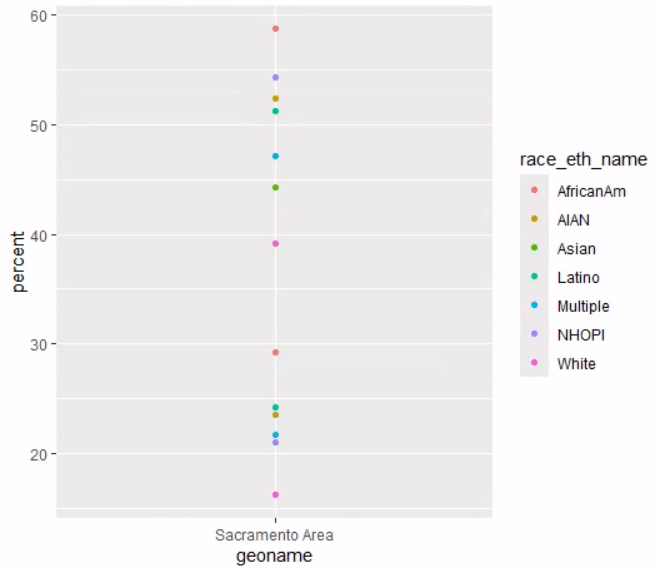 60
50
40
30
20
percent
Sacramento Area
geoname
race_eth_name
AfricanAm
AIAN
Asian
Latino
Multiple
NHOPI
White